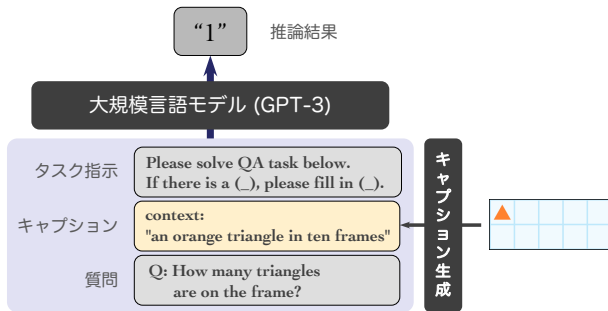 “1”
推論結果
大規模言語モデル (GPT-3)
タスク指示
Please solve QA task below.
If there is a (_), please fill in (_).
キャプション
context:
"an orange triangle in ten frames"
質問
Q: How many triangles
are on the frame?
キャプション生成